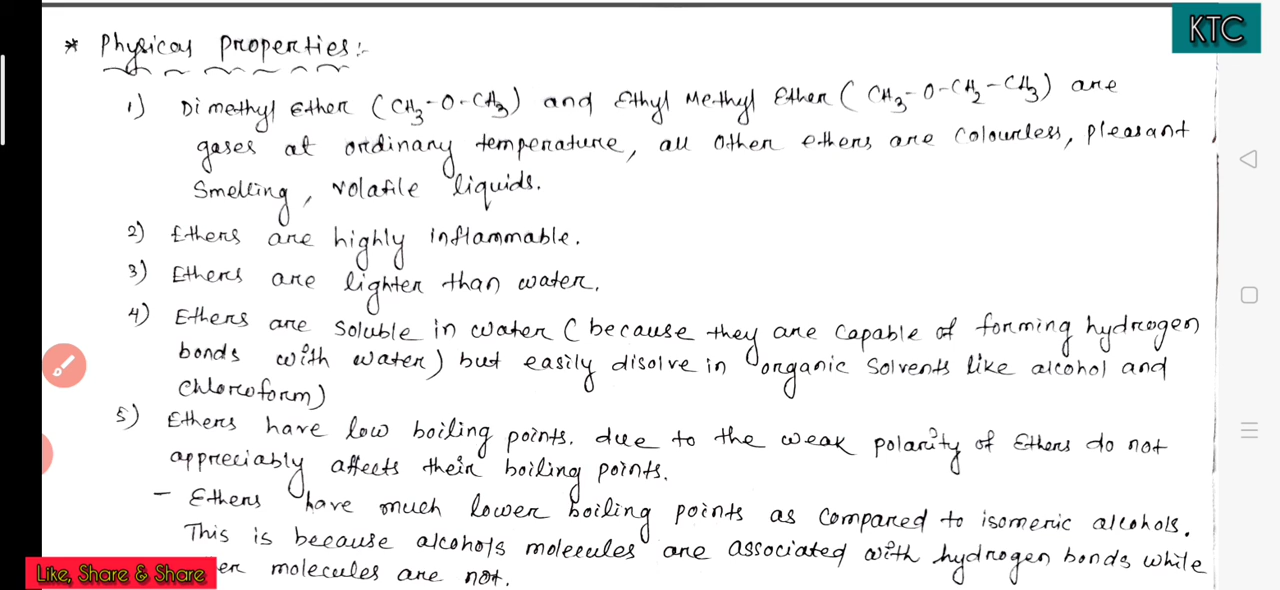 KTC
* Physical Properties:-
1) Dimethyl Ether (CH3-O-CH3) and Ethyl Methyl Ether (CH3-O-CH2-CH3) are
gases at ordinary temperature, all other ethers are colourless, pleasant
smelling, volatile liquids.
2) Ethers are highly inflammable.
3) Ethers are lighter than water.
4) Ethers are soluble in water (because they are capable of forming hydrogen
bonds with water) but easily disolve in organic solvents like alcohol and
chloroform)
5) Ethers have low boiling points. due to the weak polarity of Ethers do not
appreciably affects their boiling points.
- Ethers have much lower boiling points as compared to isomeric alcohols.
This is because alcohols molecules are associated with hydrogen bonds while
er molecules are not.
Like, Share & Share